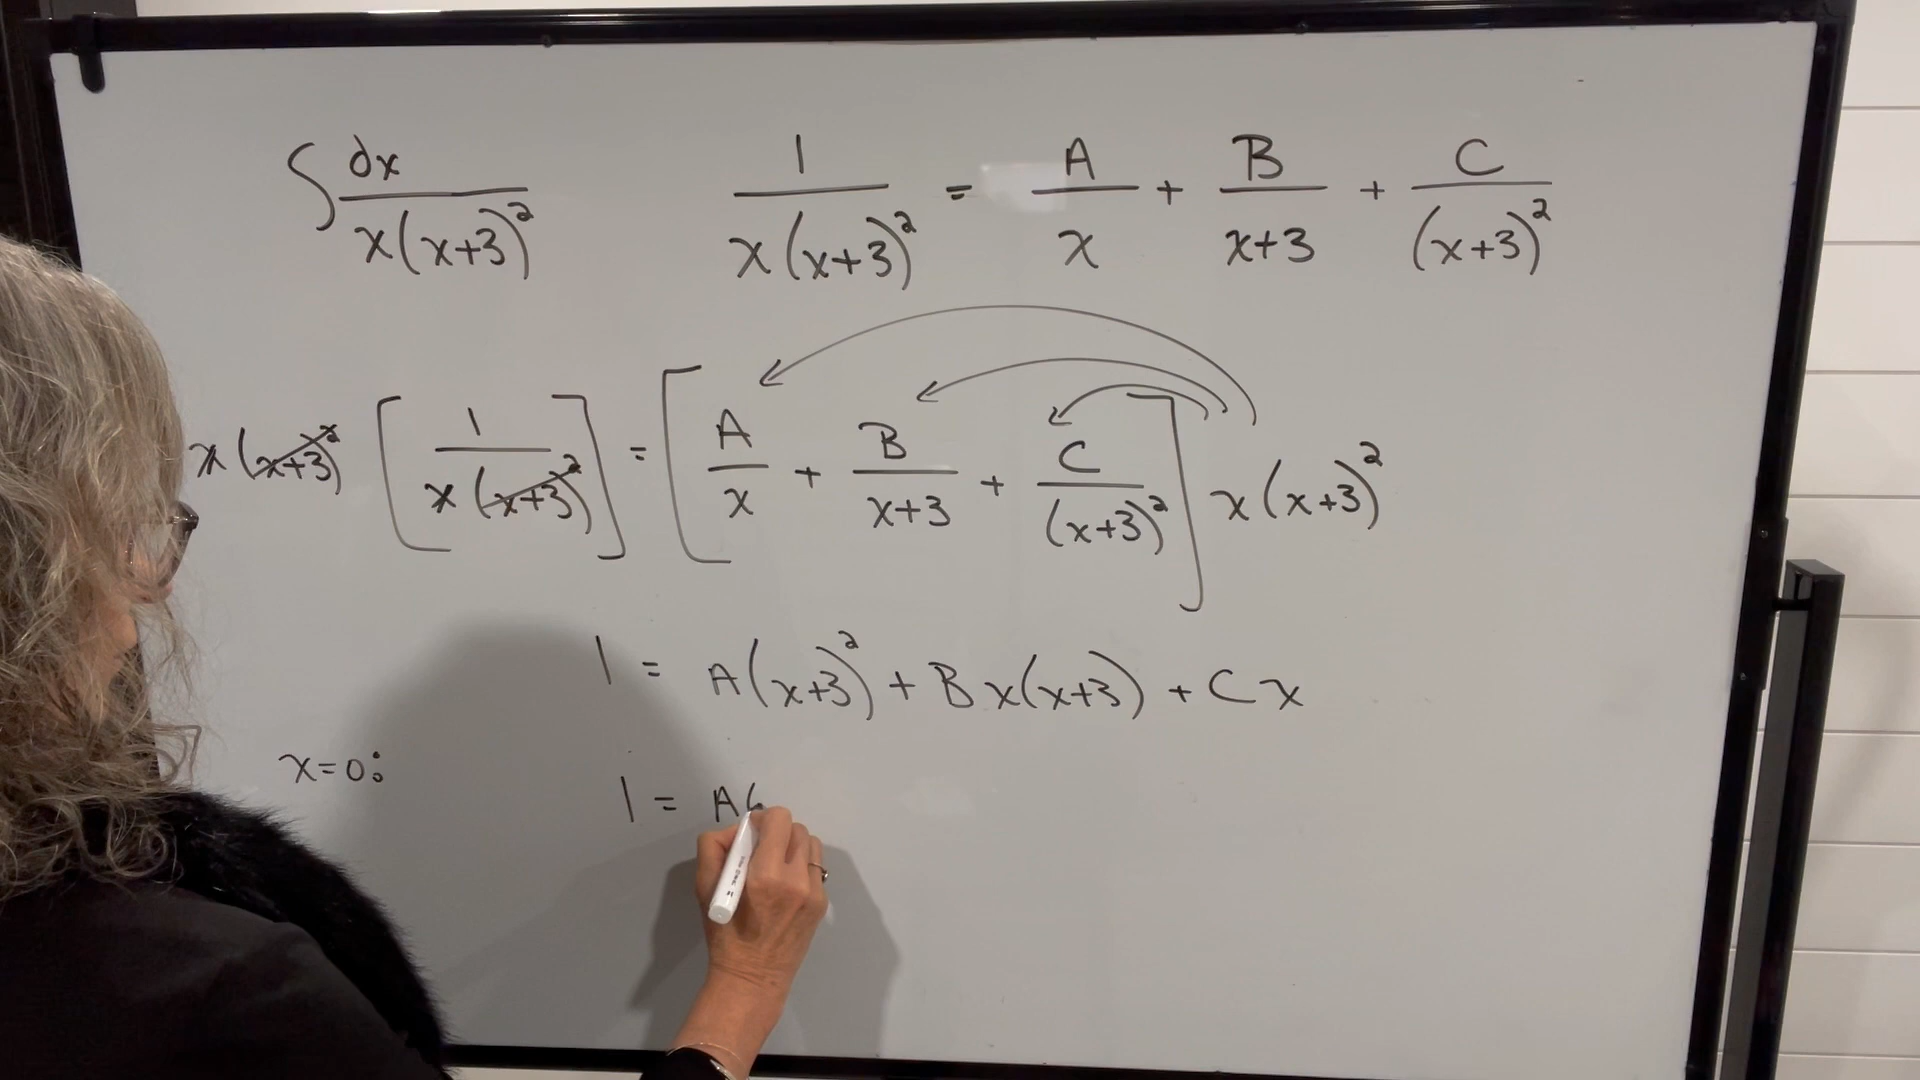 ∫ dx / x(x+3)²    1 / x(x+3)² = A / x + B / x+3 + C / (x+3)²
x(x+3)² [ 1 / x(x+3)² ] = [ A / x + B / x+3 + C / (x+3)² ] x(x+3)²
1 = A(x+3)² + Bx(x+3) + Cx
x=0:    1 = A(